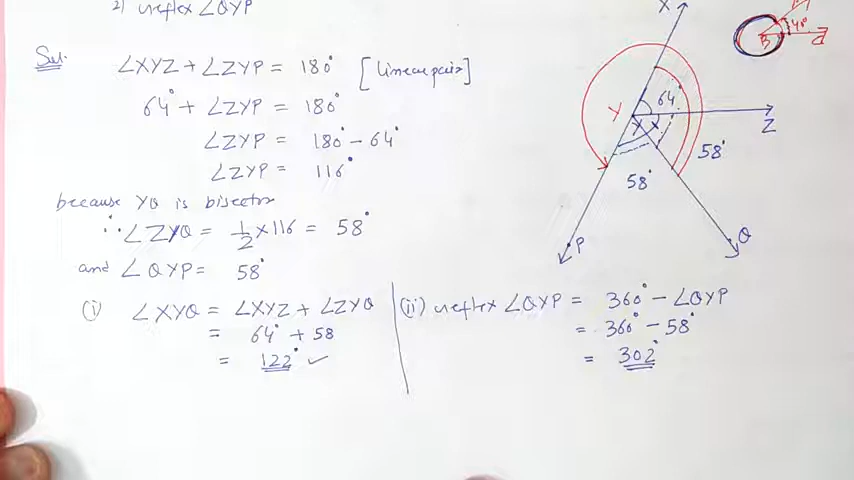 2) reflex ∠QYP
Sol.
∠XYZ + ∠ZYP = 180° [linear pair]
64° + ∠ZYP = 180°
∠ZYP = 180° - 64°
∠ZYP = 116°
because YQ is bisector
∴ ∠ZYQ = 1/2 × 116 = 58°
and ∠QYP = 58°
(i) ∠XYQ = ∠XYZ + ∠ZYQ
= 64° + 58
= 122° ✓
(ii) reflex ∠QYP = 360° - ∠QYP
= 360° - 58°
= 302°
X
Y
64°
Z
Y
58°
58°
P
Q
B
40°